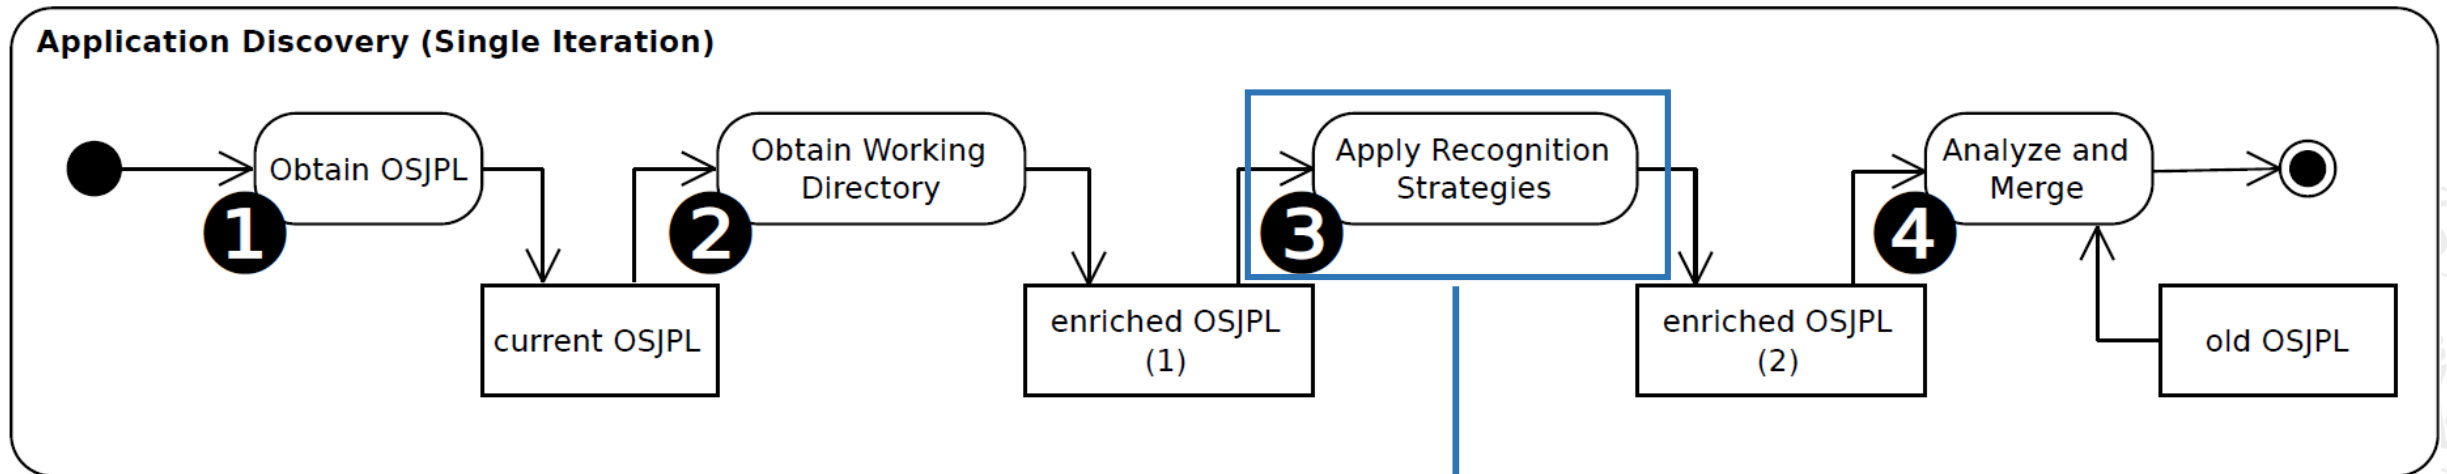 Application Discovery (Single Iteration)
Obtain OSJPL
1
Obtain Working
Directory
2
Apply Recognition
Strategies
3
Analyze and
Merge
4
current OSJPL
enriched OSJPL
(1)
enriched OSJPL
(2)
old OSJPL